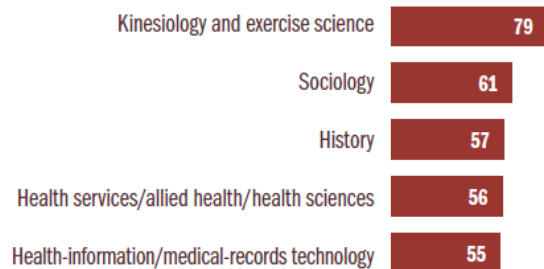 Kinesiology and exercise science 79
Sociology 61
History 57
Health services/allied health/health sciences 56
Health-information/medical-records technology 55